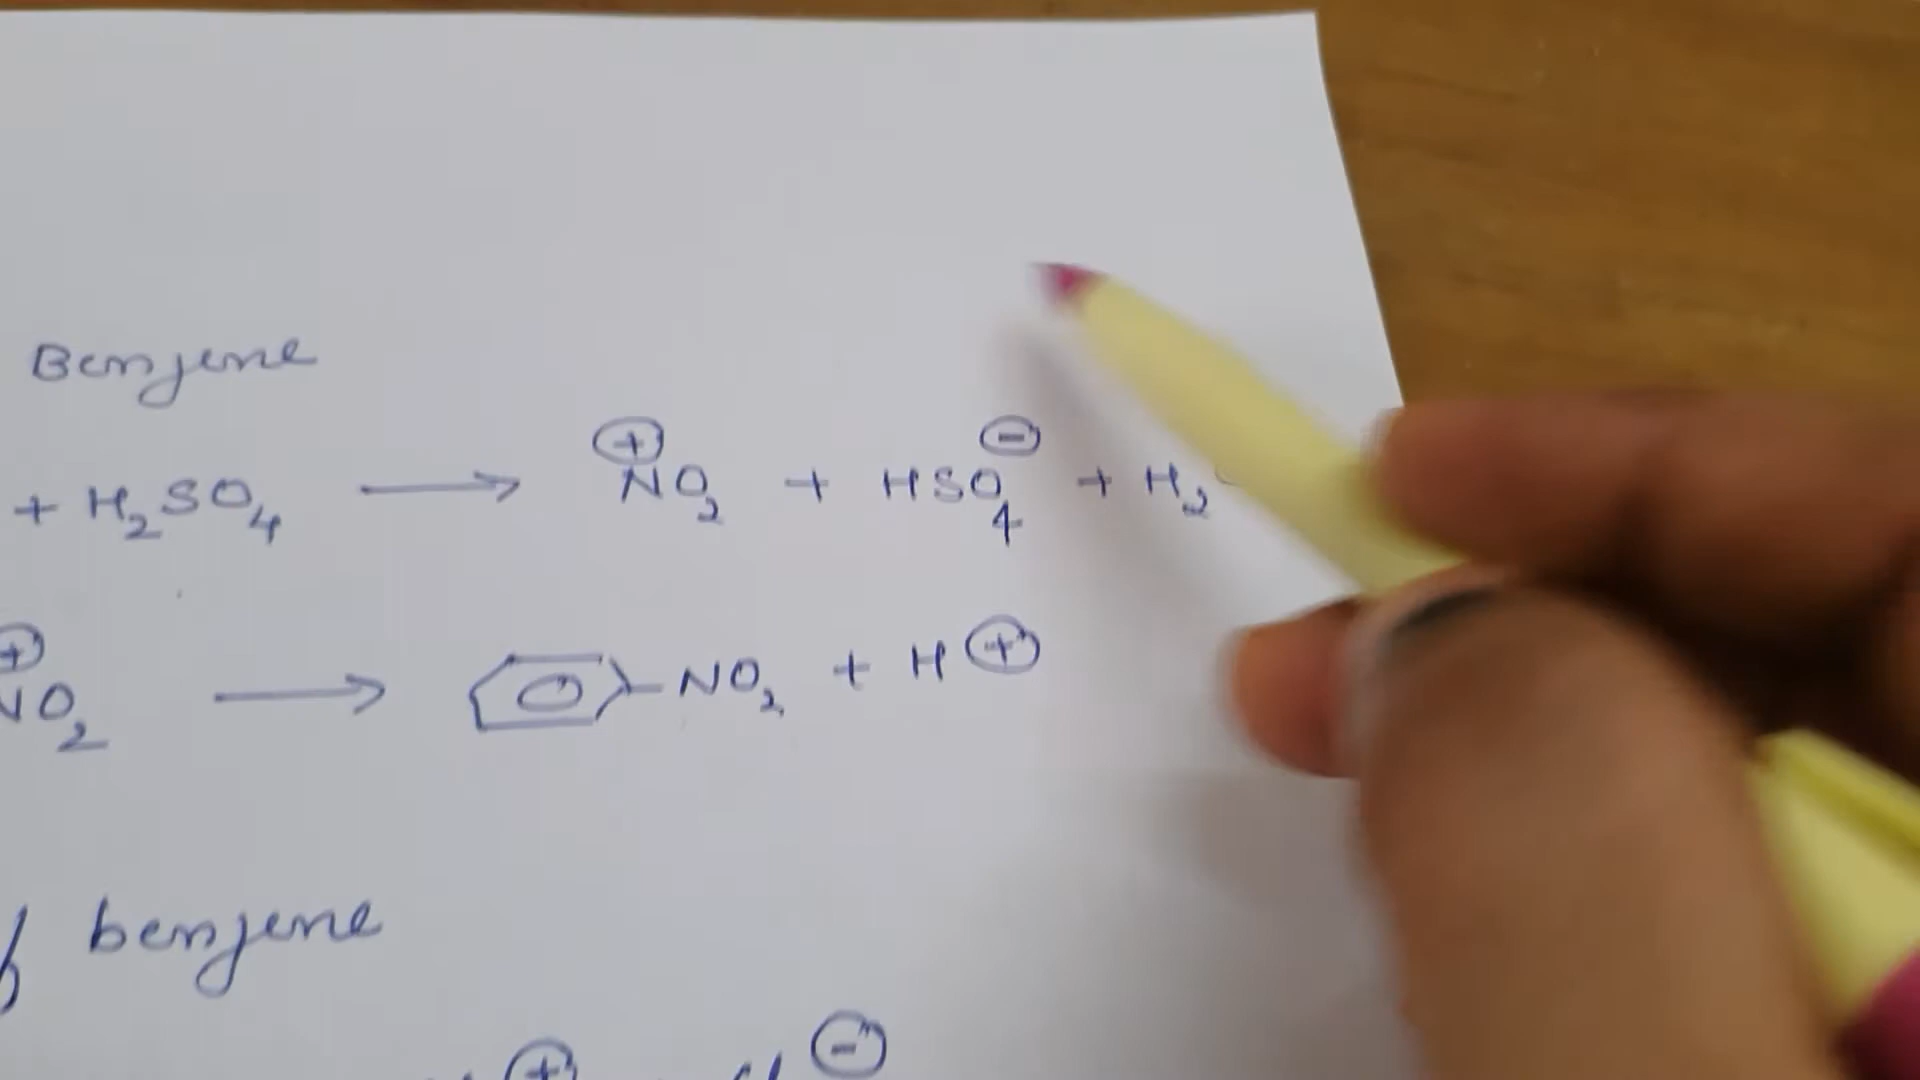 Benzene
+ H₂SO₄ ⟶ ⊕NO₂ + HSO₄⊖ + H₂
⊕NO₂ ⟶ ⌬-NO₂ + H⊕
benzene
⊕ ⊖